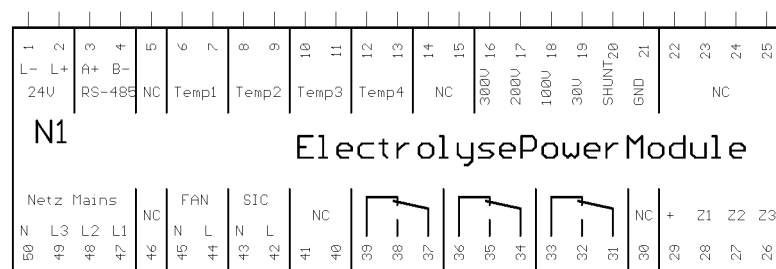 1 2 3 4 5 6 7 8 9 10 11 12 13 14 15 16 17 18 19 20 21 22 23 24 25
L- L+ A+ B- 300V 200V 100V 30V SHUNT GND
24V RS-485 NC Temp1 Temp2 Temp3 Temp4 NC NC
N1
ElectrolysePowerModule
Netz Mains NC FAN SIC NC NC + Z1 Z2 Z3
N L3 L2 L1 N L N L
50 49 48 47 46 45 44 43 42 41 40 39 38 37 36 35 34 33 32 31 30 29 28 27 26